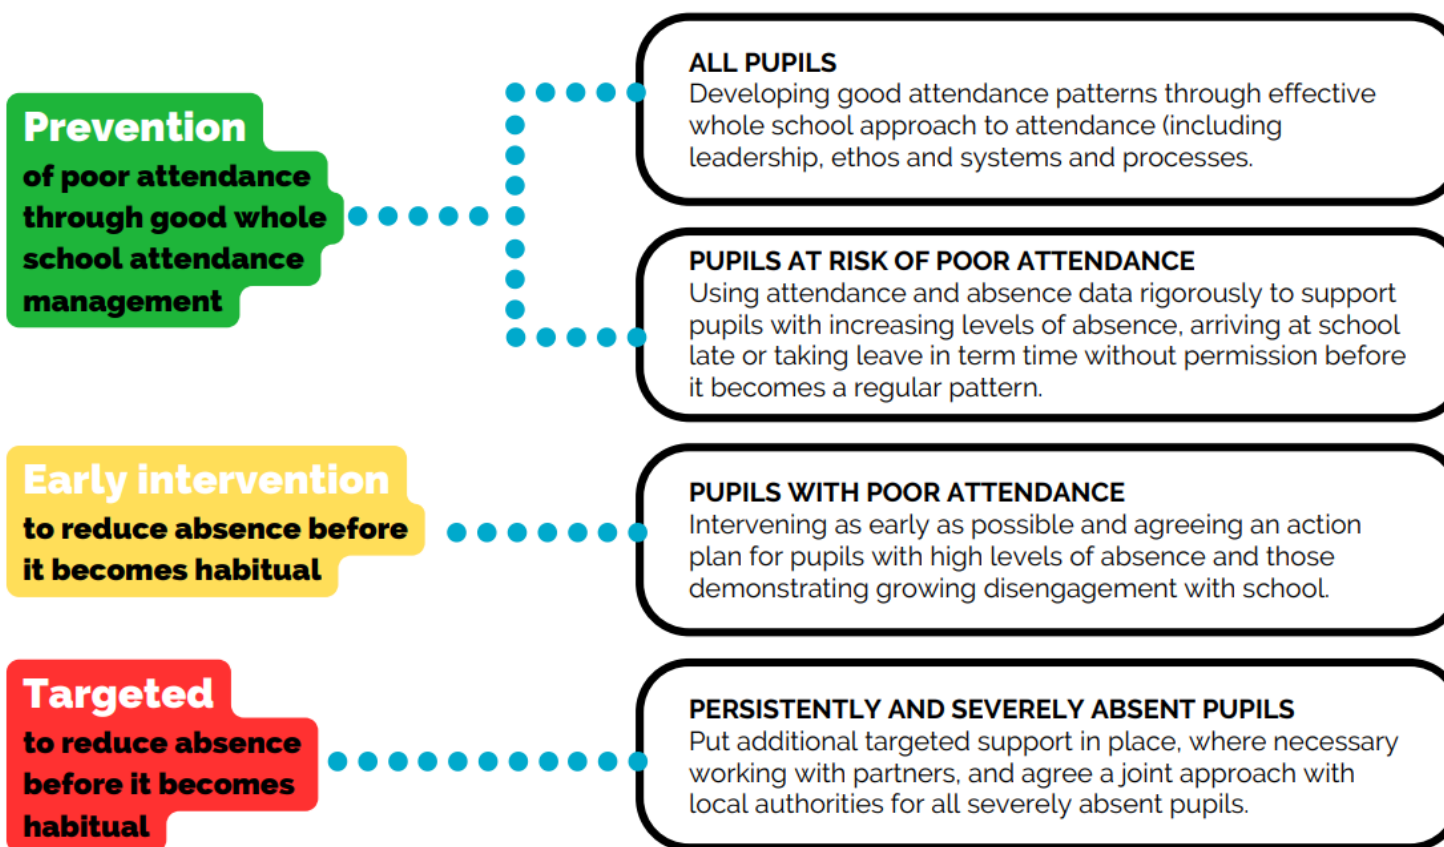 Prevention
of poor attendance
through good whole
school attendance
management
ALL PUPILS
Developing good attendance patterns through effective
whole school approach to attendance (including
leadership, ethos and systems and processes.
PUPILS AT RISK OF POOR ATTENDANCE
Using attendance and absence data rigorously to support
pupils with increasing levels of absence, arriving at school
late or taking leave in term time without permission before
it becomes a regular pattern.
Early intervention
to reduce absence before
it becomes habitual
PUPILS WITH POOR ATTENDANCE
Intervening as early as possible and agreeing an action
plan for pupils with high levels of absence and those
demonstrating growing disengagement with school.
Targeted
to reduce absence
before it becomes
habitual
PERSISTENTLY AND SEVERELY ABSENT PUPILS
Put additional targeted support in place, where necessary
working with partners, and agree a joint approach with
local authorities for all severely absent pupils.